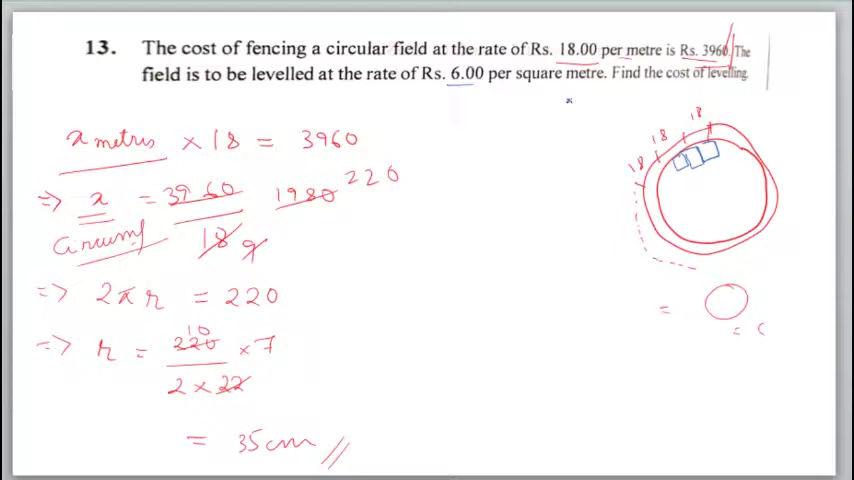 13. The cost of fencing a circular field at the rate of Rs. 18.00 per metre is Rs. 3960. The
field is to be levelled at the rate of Rs. 6.00 per square metre. Find the cost of levelling.
x metres × 18 = 3960
=> x = 3960 1980 220
circumf 18 9
=> 2πr = 220
10
=> r = 220 × 7
2 × 22
= 35cm //
18 18 18
=
=